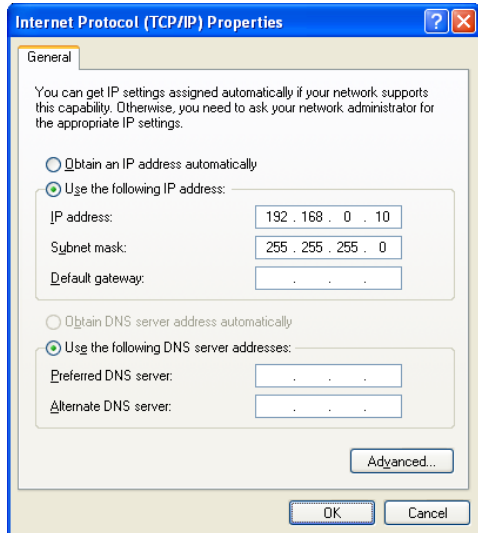 Internet Protocol (TCP/IP) Properties
General
You can get IP settings assigned automatically if your network supports
this capability. Otherwise, you need to ask your network administrator for
the appropriate IP settings.
Obtain an IP address automatically
Use the following IP address:
IP address: 192 . 168 . 0 . 10
Subnet mask: 255 . 255 . 255 . 0
Default gateway: . . .
Obtain DNS server address automatically
Use the following DNS server addresses:
Preferred DNS server: . . .
Alternate DNS server: . . .
Advanced...
OK Cancel